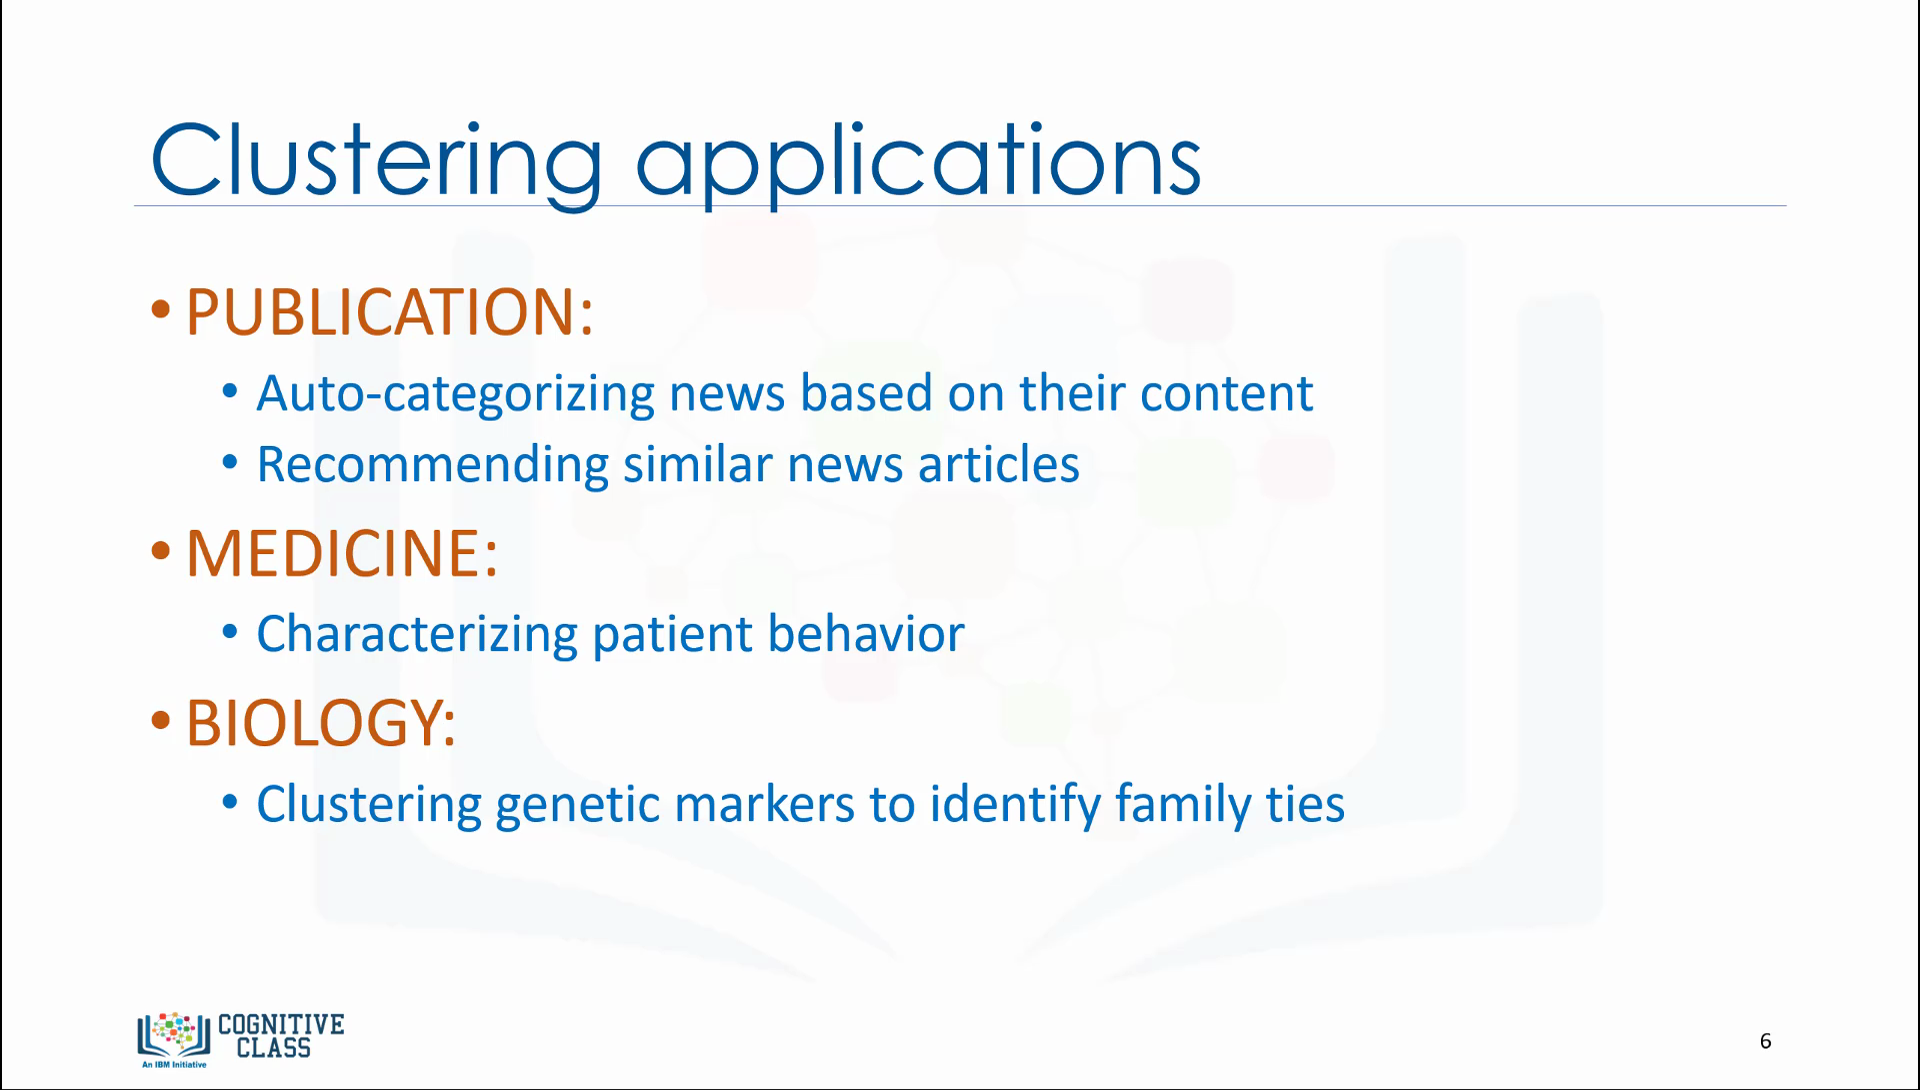 Clustering applications
• PUBLICATION:
• Auto-categorizing news based on their content
• Recommending similar news articles
• MEDICINE:
• Characterizing patient behavior
• BIOLOGY:
• Clustering genetic markers to identify family ties
COGNITIVE
CLASS
An IBM Initiative
6